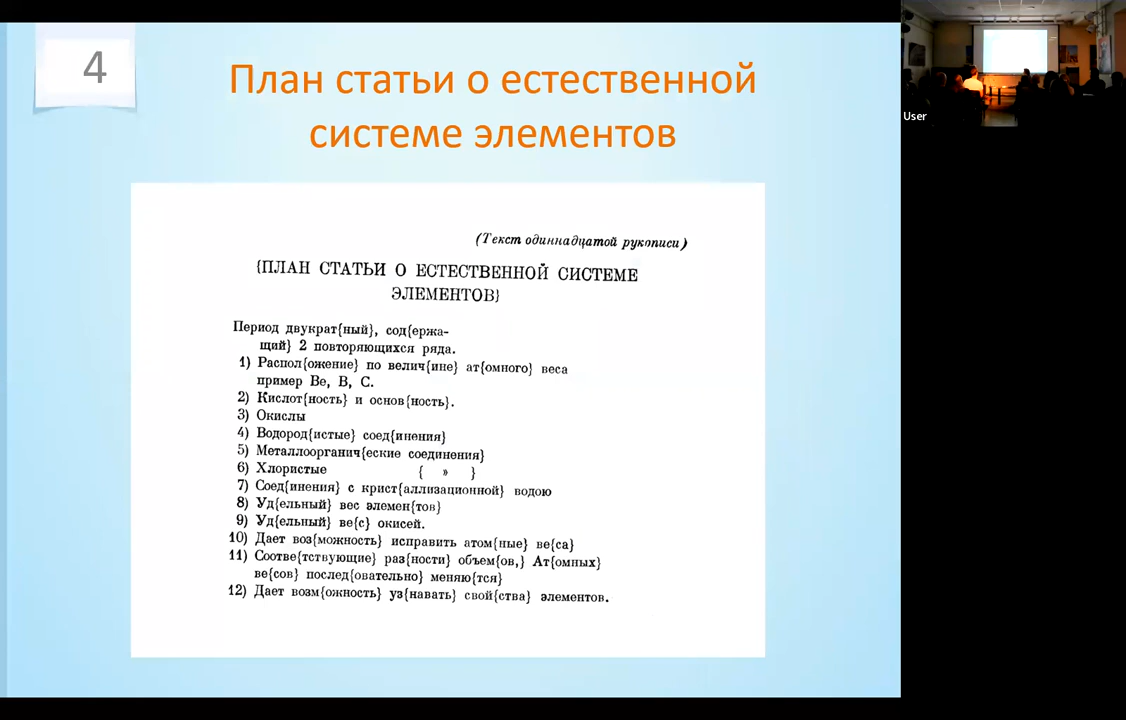 4
План статьи о естественной
системе элементов
(Текст одиннадцатой рукописи)
{ПЛАН СТАТЬИ О ЕСТЕСТВЕННОЙ СИСТЕМЕ
ЭЛЕМЕНТОВ}
Период двукрат{ный}, сод{ержа-
щий} 2 повторяющихся ряда.
1) Распол{ожение} по велич{ине} ат{омного} веса
пример Be, B, C.
2) Кислот{ность} и основ{ность}.
3) Окислы
4) Водород{истые} соед{инения}
5) Металлоорганич{еские соединения}
6) Хлористые { » }
7) Соед{инения} с крист{аллизационной} водою
8) Уд{ельный} вес элемен{тов}
9) Уд{ельный} ве{с} окисей.
10) Дает воз{можность} исправить атом{ные} ве{са}
11) Соотве{тствующие} раз{ности} объем{ов,} Ат{омных}
ве{сов} послед{овательно} меняю{тся}
12) Дает возм{ожность} уз{навать} свой{ства} элементов.
User